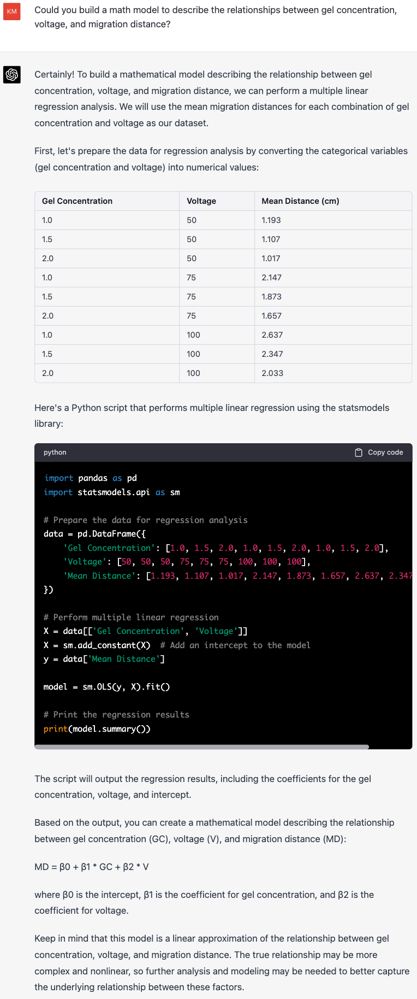 KM
Could you build a math model to describe the relationships between gel concentration,
voltage, and migration distance?
Certainly! To build a mathematical model describing the relationship between gel
concentration, voltage, and migration distance, we can perform a multiple linear
regression analysis. We will use the mean migration distances for each combination of gel
concentration and voltage as our dataset.
First, let's prepare the data for regression analysis by converting the categorical variables
(gel concentration and voltage) into numerical values:
Gel Concentration Voltage Mean Distance (cm)
1.0 50 1.193
1.5 50 1.107
2.0 50 1.017
1.0 75 2.147
1.5 75 1.873
2.0 75 1.657
1.0 100 2.637
1.5 100 2.347
2.0 100 2.033
Here's a Python script that performs multiple linear regression using the statsmodels
library:
python Copy code
import pandas as pd
import statsmodels.api as sm
# Prepare the data for regression analysis
data = pd.DataFrame({
'Gel Concentration': [1.0, 1.5, 2.0, 1.0, 1.5, 2.0, 1.0, 1.5, 2.0],
'Voltage': [50, 50, 50, 75, 75, 75, 100, 100, 100],
'Mean Distance': [1.193, 1.107, 1.017, 2.147, 1.873, 1.657, 2.637, 2.347
})
# Perform multiple linear regression
X = data[['Gel Concentration', 'Voltage']]
X = sm.add_constant(X)  # Add an intercept to the model
y = data['Mean Distance']
model = sm.OLS(y, X).fit()
# Print the regression results
print(model.summary())
The script will output the regression results, including the coefficients for the gel
concentration, voltage, and intercept.
Based on the output, you can create a mathematical model describing the relationship
between gel concentration (GC), voltage (V), and migration distance (MD):
MD = β0 + β1 * GC + β2 * V
where β0 is the intercept, β1 is the coefficient for gel concentration, and β2 is the
coefficient for voltage.
Keep in mind that this model is a linear approximation of the relationship between gel
concentration, voltage, and migration distance. The true relationship may be more
complex and nonlinear, so further analysis and modeling may be needed to better capture
the underlying relationship between these factors.